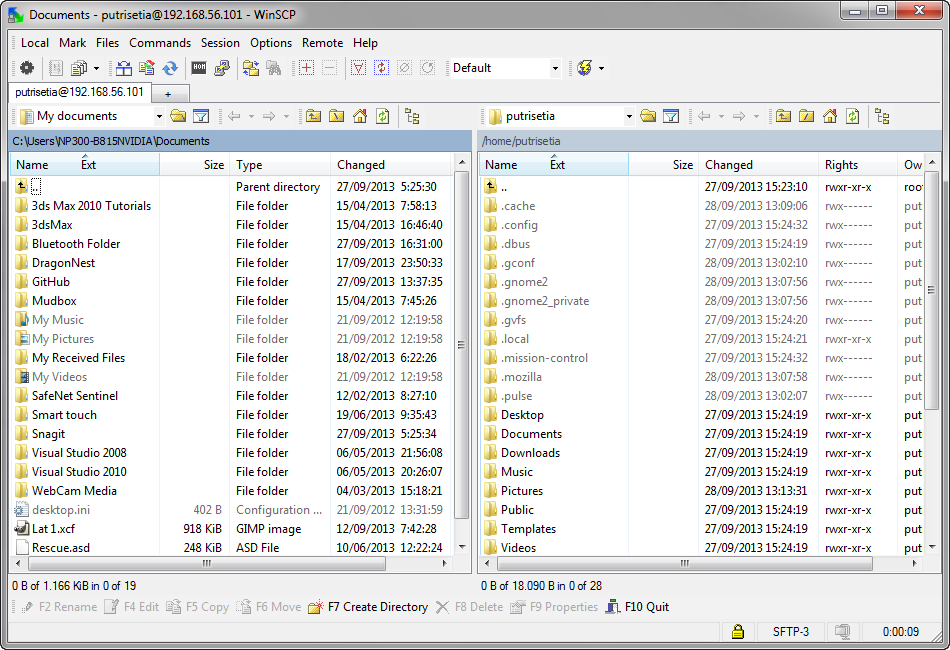 Documents - putrisetia@192.168.56.101 - WinSCP
Local Mark Files Commands Session Options Remote Help
Default
putrisetia@192.168.56.101 +
My documents
putrisetia
C:\Users\NP300-B815NVIDIA\Documents
/home/putrisetia
Name Ext Size Type Changed
.. Parent directory 27/09/2013 5:25:30
3ds Max 2010 Tutorials File folder 15/04/2013 7:58:13
3dsMax File folder 15/04/2013 16:46:40
Bluetooth Folder File folder 27/09/2013 16:31:00
DragonNest File folder 17/09/2013 23:50:33
GitHub File folder 27/09/2013 13:37:35
Mudbox File folder 15/04/2013 7:45:26
My Music File folder 21/09/2012 12:19:58
My Pictures File folder 21/09/2012 12:19:58
My Received Files File folder 18/02/2013 6:22:26
My Videos File folder 21/09/2012 12:19:58
SafeNet Sentinel File folder 12/02/2013 8:27:10
Smart touch File folder 19/06/2013 9:35:43
Snagit File folder 27/09/2013 5:25:34
Visual Studio 2008 File folder 06/05/2013 21:56:08
Visual Studio 2010 File folder 06/05/2013 20:26:07
WebCam Media File folder 04/03/2013 15:18:21
desktop.ini 402 B Configuration ... 21/09/2012 13:31:59
Lat 1.xcf 918 KiB GIMP image 12/09/2013 7:42:28
Rescue.asd 248 KiB ASD File 10/06/2013 12:22:24
Name Ext Size Changed Rights Ow
.. 27/09/2013 15:23:10 rwxr-xr-x roo
.cache 28/09/2013 13:09:06 rwx------ put
.config 27/09/2013 15:24:32 rwx------ put
.dbus 27/09/2013 15:24:19 rwx------ put
.gconf 28/09/2013 13:02:10 rwx------ put
.gnome2 28/09/2013 13:07:56 rwx------ put
.gnome2_private 28/09/2013 13:07:56 rwx------ put
.gvfs 27/09/2013 15:24:20 rwx------ put
.local 27/09/2013 15:24:21 rwxr-xr-x put
.mission-control 27/09/2013 15:24:32 rwx------ put
.mozilla 28/09/2013 13:07:58 rwx------ put
.pulse 28/09/2013 13:02:07 rwx------ put
Desktop 27/09/2013 15:24:19 rwxr-xr-x put
Documents 27/09/2013 15:24:19 rwxr-xr-x put
Downloads 27/09/2013 15:24:19 rwxr-xr-x put
Music 27/09/2013 15:24:19 rwxr-xr-x put
Pictures 28/09/2013 13:13:31 rwxr-xr-x put
Public 27/09/2013 15:24:19 rwxr-xr-x put
Templates 27/09/2013 15:24:19 rwxr-xr-x put
Videos 27/09/2013 15:24:19 rwxr-xr-x put
0 B of 1.166 KiB in 0 of 19
0 B of 18.090 B in 0 of 28
F2 Rename F4 Edit F5 Copy F6 Move F7 Create Directory F8 Delete F9 Properties F10 Quit
SFTP-3 0:00:09